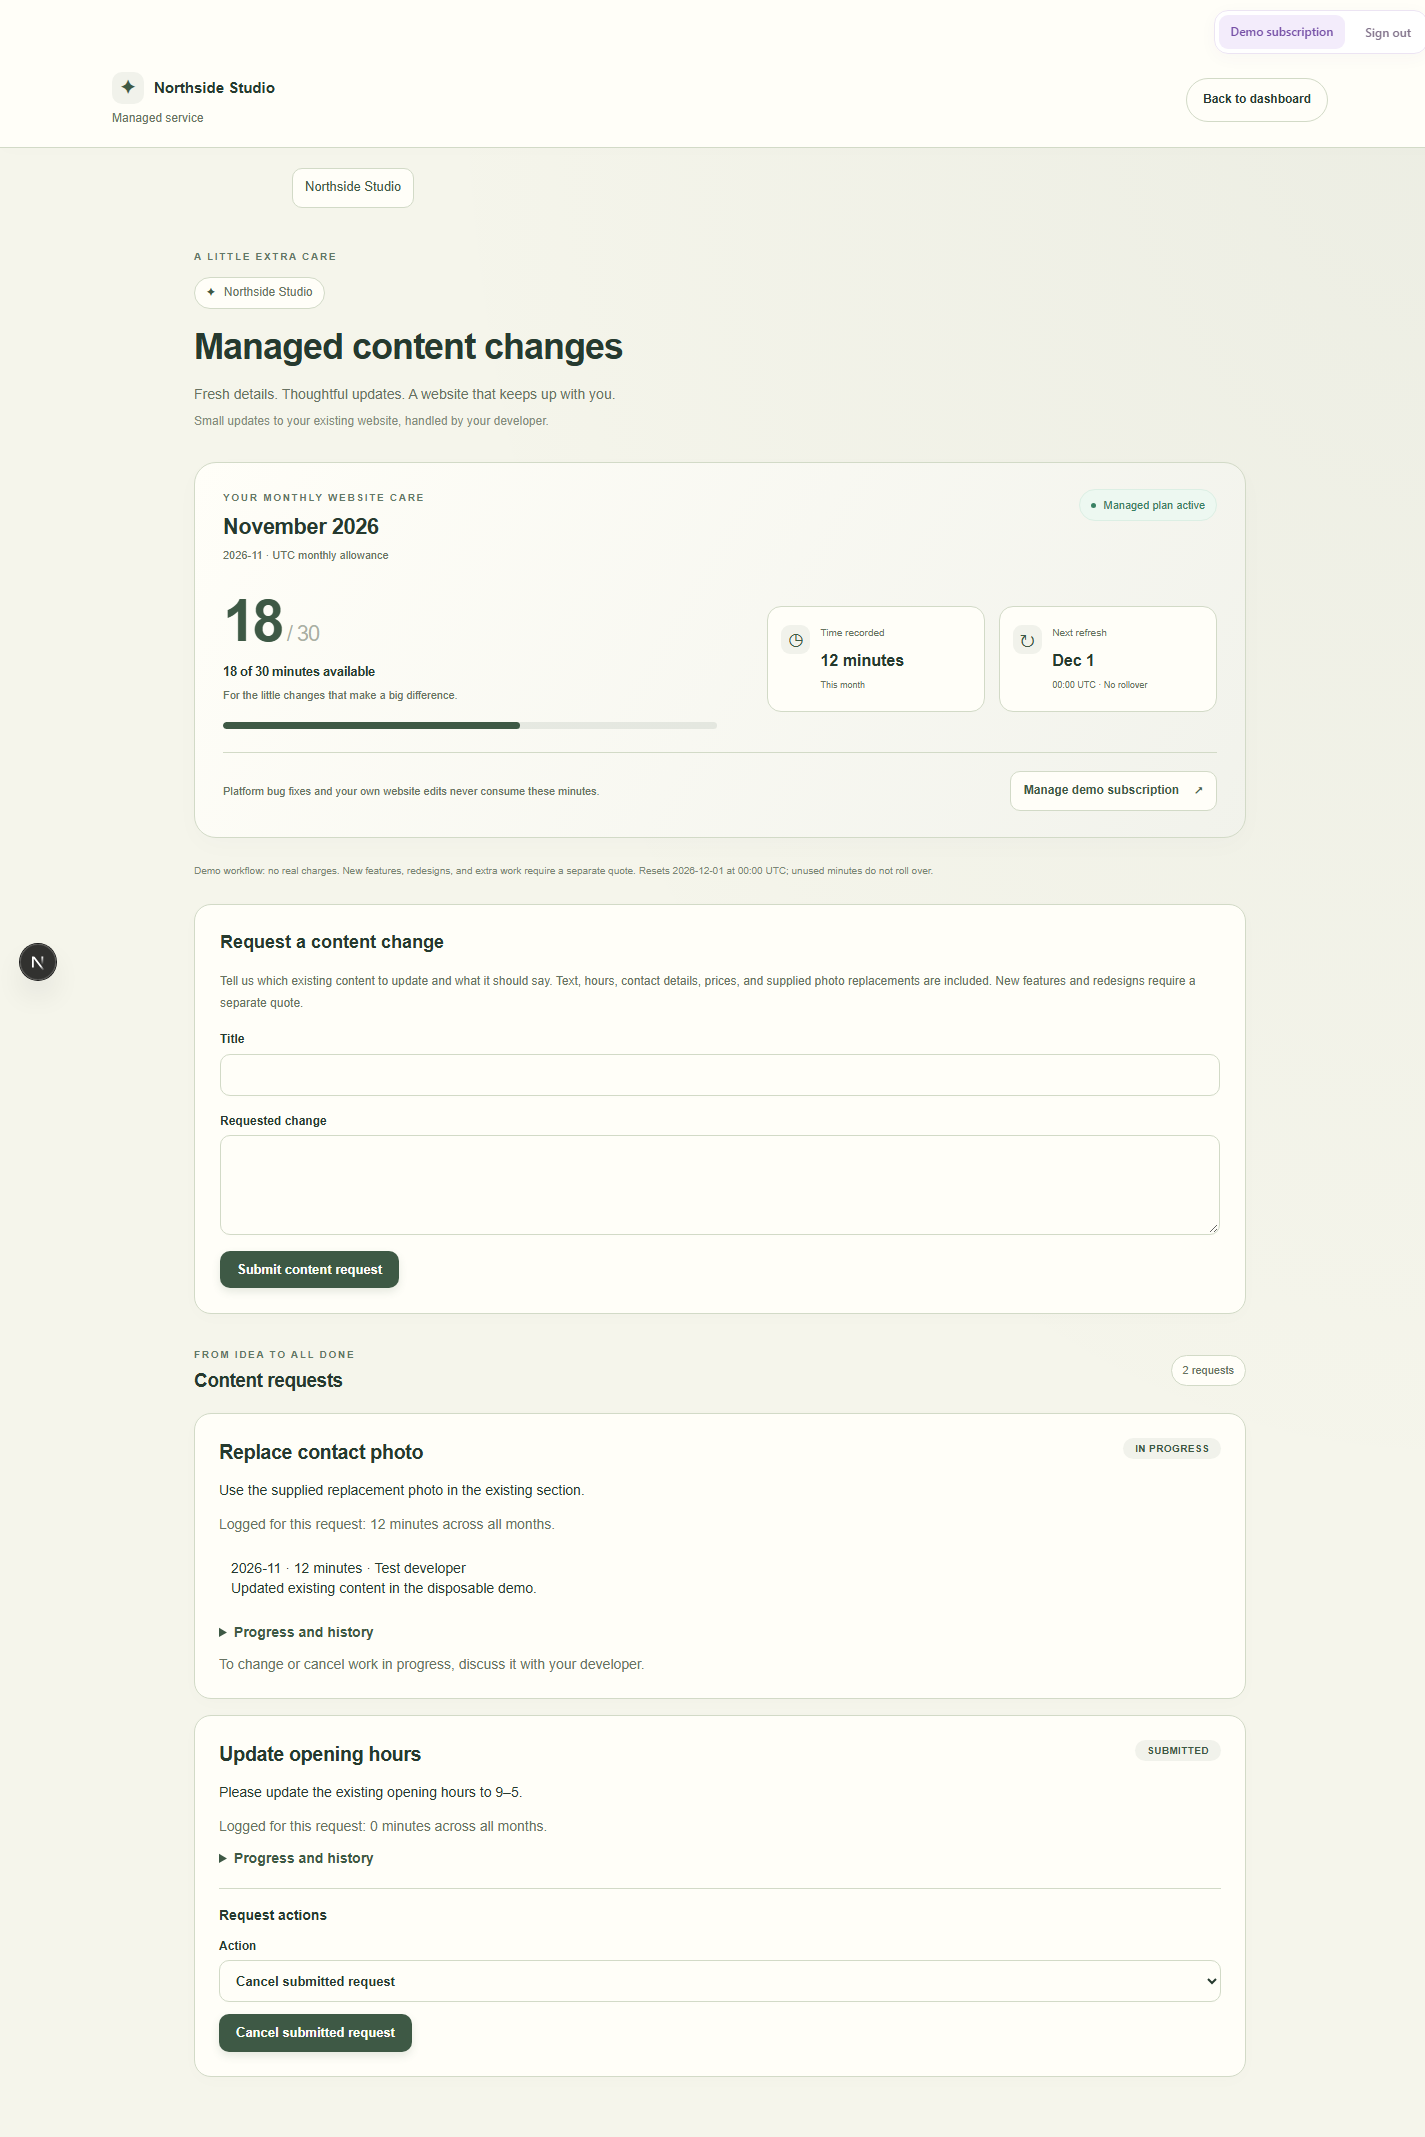 Demo subscription
Sign out
✦ Northside Studio
Managed service
Back to dashboard
Northside Studio
A LITTLE EXTRA CARE
✦ Northside Studio
Managed content changes
Fresh details. Thoughtful updates. A website that keeps up with you.
Small updates to your existing website, handled by your developer.
YOUR MONTHLY WEBSITE CARE
Managed plan active
November 2026
2026-11 · UTC monthly allowance
18 / 30
18 of 30 minutes available
For the little changes that make a big difference.
Time recorded
12 minutes
This month
Next refresh
Dec 1
00:00 UTC · No rollover
Platform bug fixes and your own website edits never consume these minutes.
Manage demo subscription ↗
Demo workflow: no real charges. New features, redesigns, and extra work require a separate quote. Resets 2026-12-01 at 00:00 UTC; unused minutes do not roll over.
N
Request a content change
Tell us which existing content to update and what it should say. Text, hours, contact details, prices, and supplied photo replacements are included. New features and redesigns require a
separate quote.
Title
Requested change
Submit content request
FROM IDEA TO ALL DONE
Content requests
2 requests
Replace contact photo
IN PROGRESS
Use the supplied replacement photo in the existing section.
Logged for this request: 12 minutes across all months.
2026-11 · 12 minutes · Test developer
Updated existing content in the disposable demo.
▶ Progress and history
To change or cancel work in progress, discuss it with your developer.
Update opening hours
SUBMITTED
Please update the existing opening hours to 9–5.
Logged for this request: 0 minutes across all months.
▶ Progress and history
Request actions
Action
Cancel submitted request
Cancel submitted request